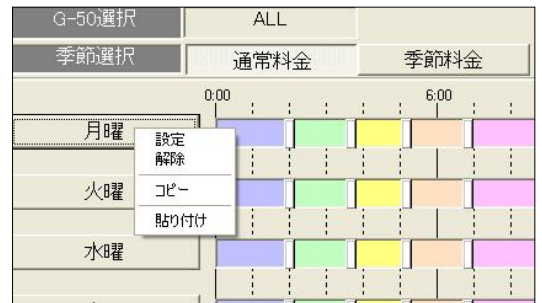 G-50選択 ALL
季節選択 通常料金 季節料金
0:00 6:00
月曜
設定
解除
火曜
コピー
貼り付け
水曜